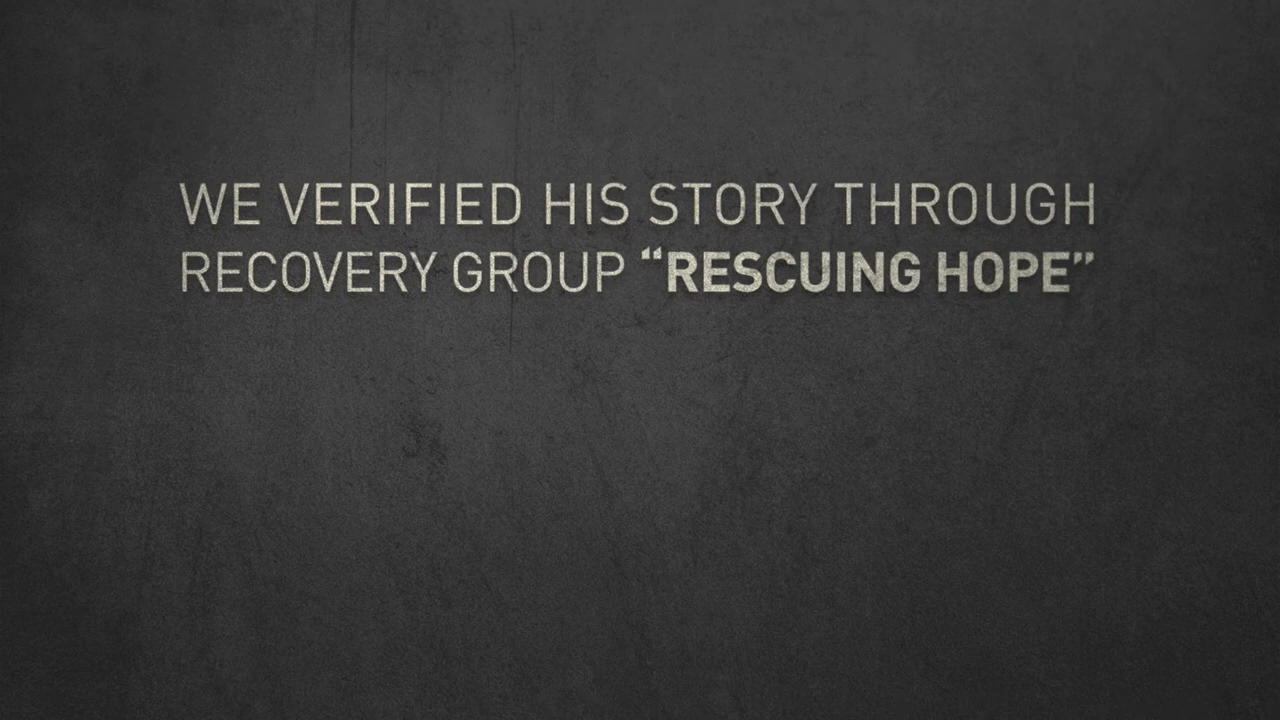 WE VERIFIED HIS STORY THROUGH
RECOVERY GROUP “RESCUING HOPE”